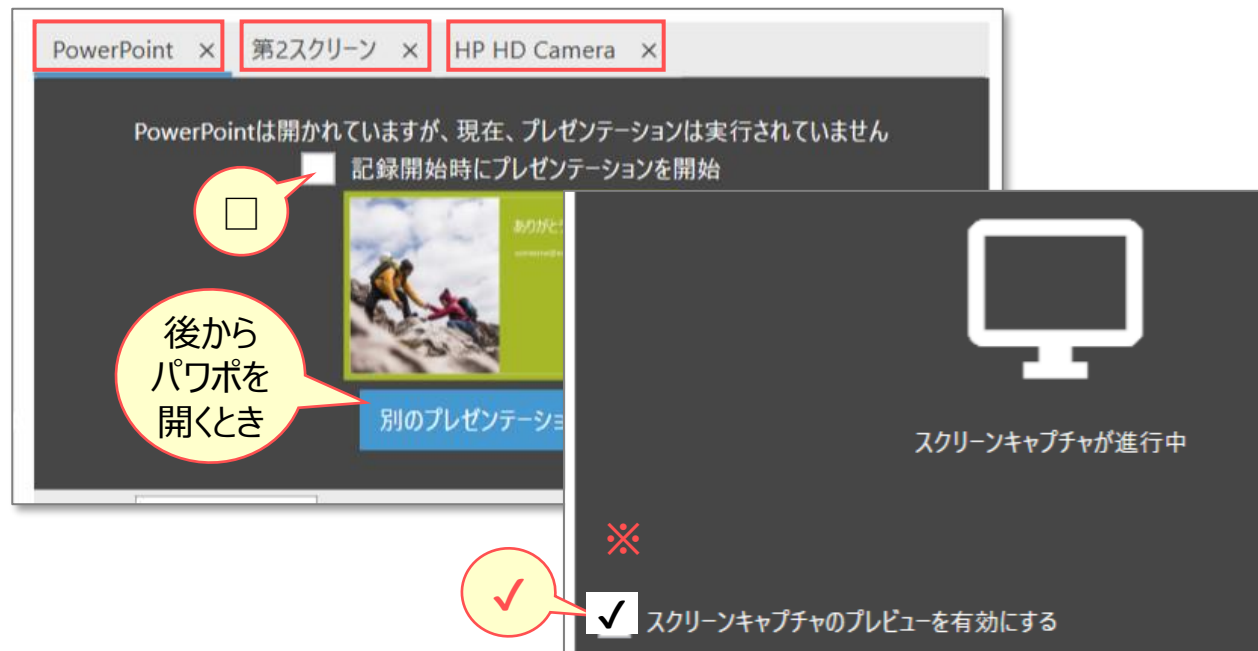 PowerPoint × 第2スクリーン × HP HD Camera ×
PowerPointは開かれていますが、現在、プレゼンテーションは実行されていません
記録開始時にプレゼンテーションを開始
□
ありがとう
後から
パワポを
開くとき
別のプレゼンテーショ
スクリーンキャプチャが進行中
※
✓
✓ スクリーンキャプチャのプレビューを有効にする